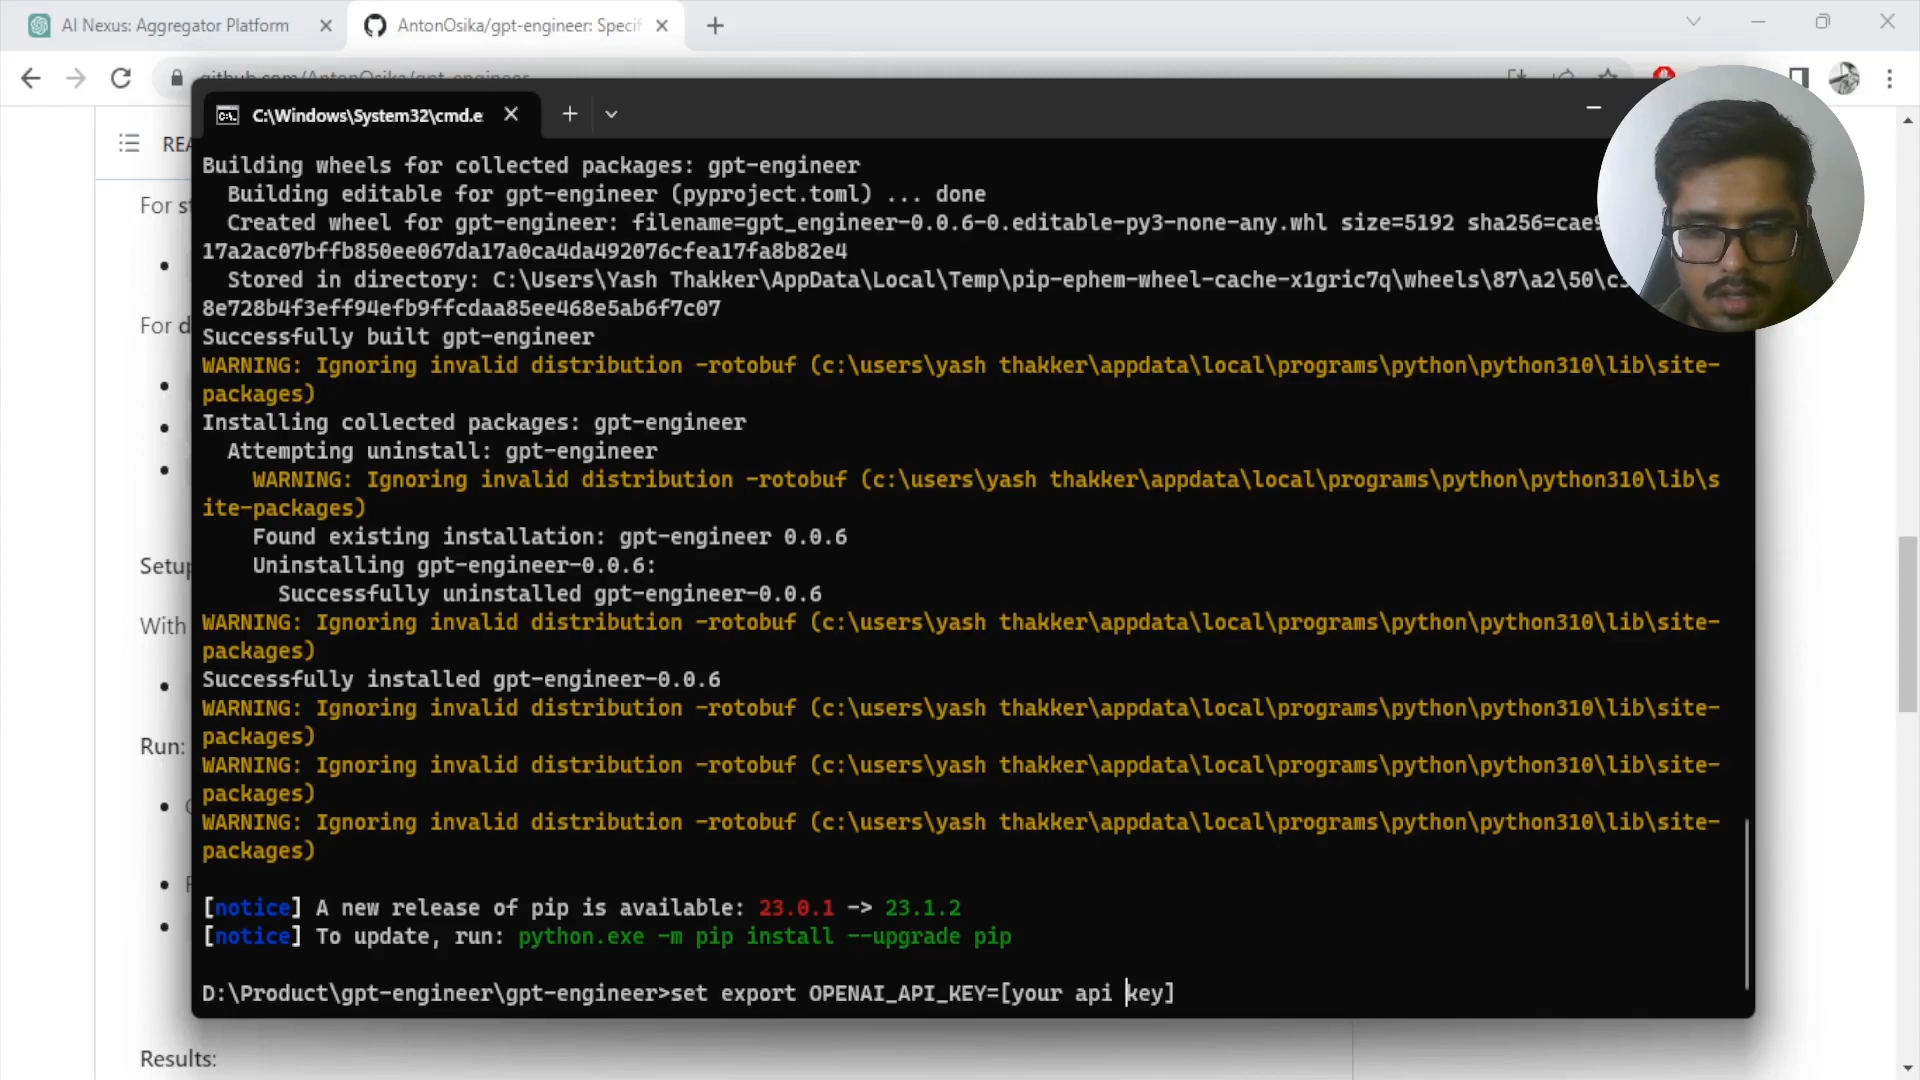 AI Nexus: Aggregator Platform
AntonOsika/gpt-engineer: Specif
github.com/AntonOsika/gpt-engineer
C:\Windows\System32\cmd.e
REA
For st
For d
Setup
With
Run:
Results:
Building wheels for collected packages: gpt-engineer
Building editable for gpt-engineer (pyproject.toml) ... done
Created wheel for gpt-engineer: filename=gpt_engineer-0.0.6-0.editable-py3-none-any.whl size=5192 sha256=cae9
17a2ac07bffb850ee067da17a0ca4da492076cfea17fa8b82e4
Stored in directory: C:\Users\Yash Thakker\AppData\Local\Temp\pip-ephem-wheel-cache-x1gric7q\wheels\87\a2\50\c
8e728b4f3eff94efb9ffcdaa85ee468e5ab6f7c07
Successfully built gpt-engineer
WARNING: Ignoring invalid distribution -rotobuf (c:\users\yash thakker\appdata\local\programs\python\python310\lib\site-
packages)
Installing collected packages: gpt-engineer
Attempting uninstall: gpt-engineer
WARNING: Ignoring invalid distribution -rotobuf (c:\users\yash thakker\appdata\local\programs\python\python310\lib\s
ite-packages)
Found existing installation: gpt-engineer 0.0.6
Uninstalling gpt-engineer-0.0.6:
Successfully uninstalled gpt-engineer-0.0.6
WARNING: Ignoring invalid distribution -rotobuf (c:\users\yash thakker\appdata\local\programs\python\python310\lib\site-
packages)
Successfully installed gpt-engineer-0.0.6
WARNING: Ignoring invalid distribution -rotobuf (c:\users\yash thakker\appdata\local\programs\python\python310\lib\site-
packages)
WARNING: Ignoring invalid distribution -rotobuf (c:\users\yash thakker\appdata\local\programs\python\python310\lib\site-
packages)
WARNING: Ignoring invalid distribution -rotobuf (c:\users\yash thakker\appdata\local\programs\python\python310\lib\site-
packages)
[notice] A new release of pip is available: 23.0.1 -> 23.1.2
[notice] To update, run: python.exe -m pip install --upgrade pip
D:\Product\gpt-engineer\gpt-engineer>set export OPENAI_API_KEY=[your api key]